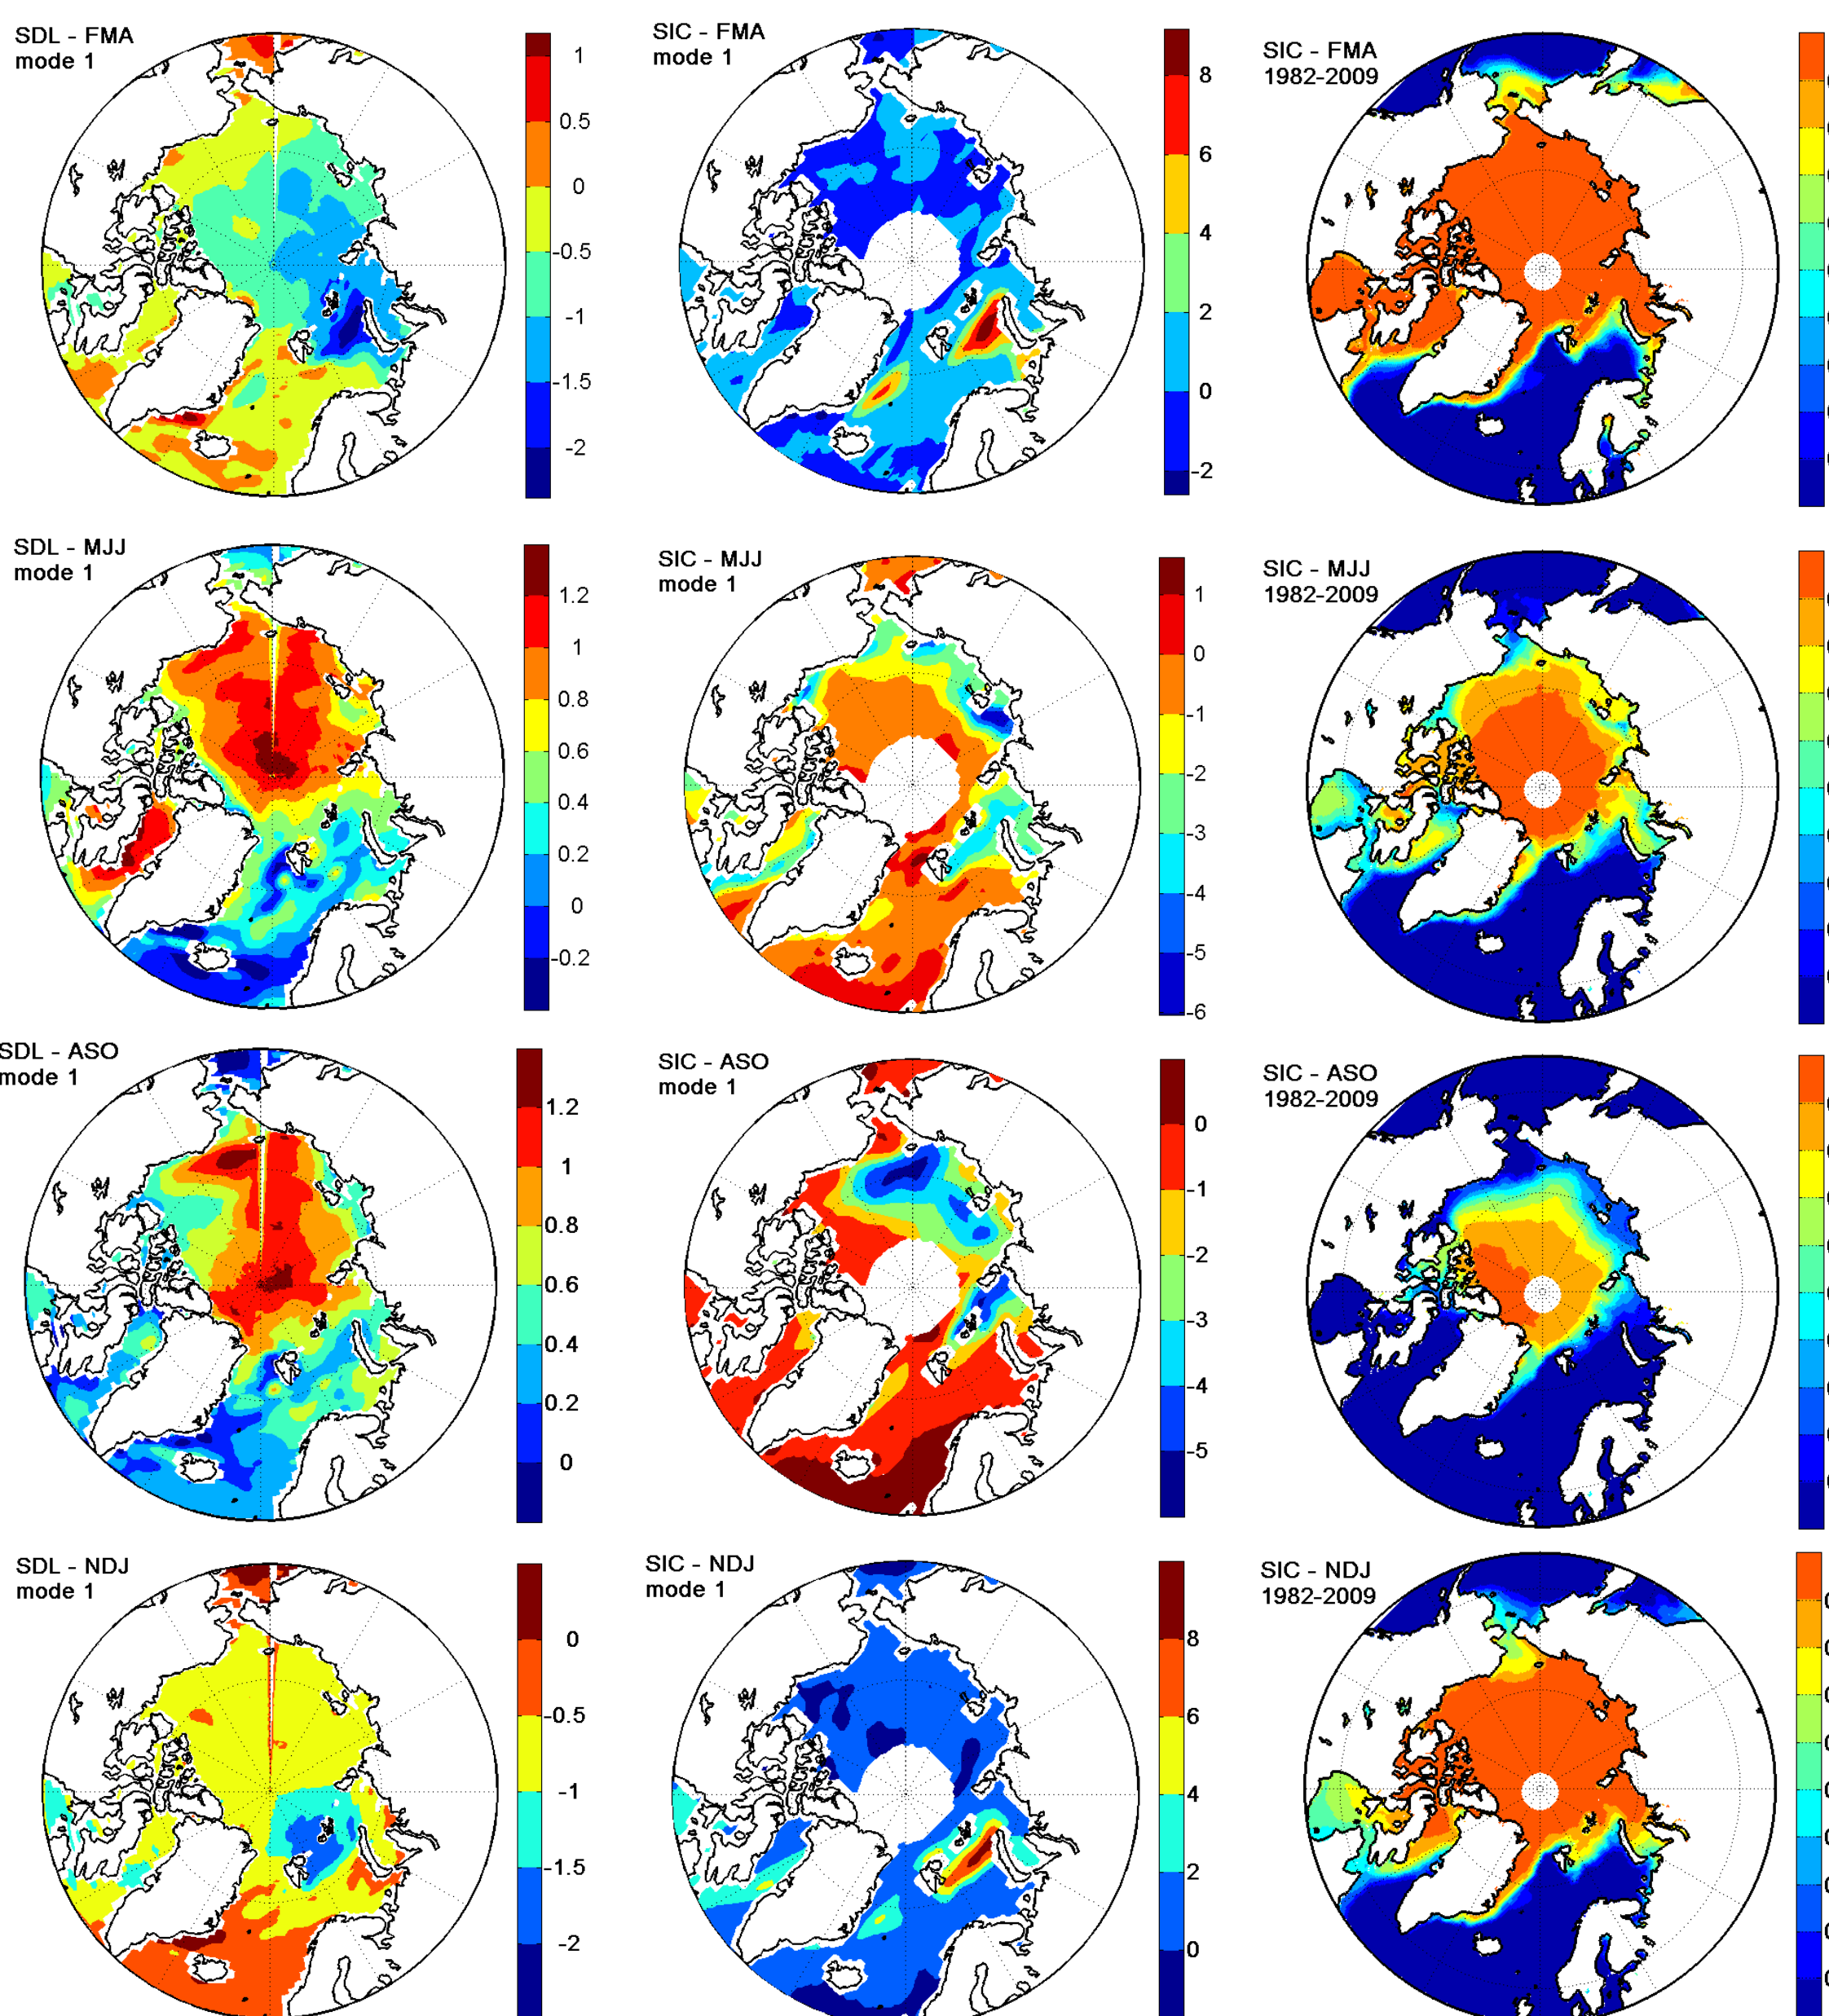 SDL - FMA
mode 1
1
0.5
0
-0.5
-1
-1.5
-2
SIC - FMA
mode 1
8
6
4
2
0
-2
SIC - FMA
1982-2009
SDL - MJJ
mode 1
1.2
1
0.8
0.6
0.4
0.2
0
-0.2
SIC - MJJ
mode 1
1
0
-1
-2
-3
-4
-5
-6
SIC - MJJ
1982-2009
SDL - ASO
mode 1
1.2
1
0.8
0.6
0.4
0.2
0
SIC - ASO
mode 1
0
-1
-2
-3
-4
-5
SIC - ASO
1982-2009
SDL - NDJ
mode 1
0
-0.5
-1
-1.5
-2
SIC - NDJ
mode 1
8
6
4
2
0
SIC - NDJ
1982-2009